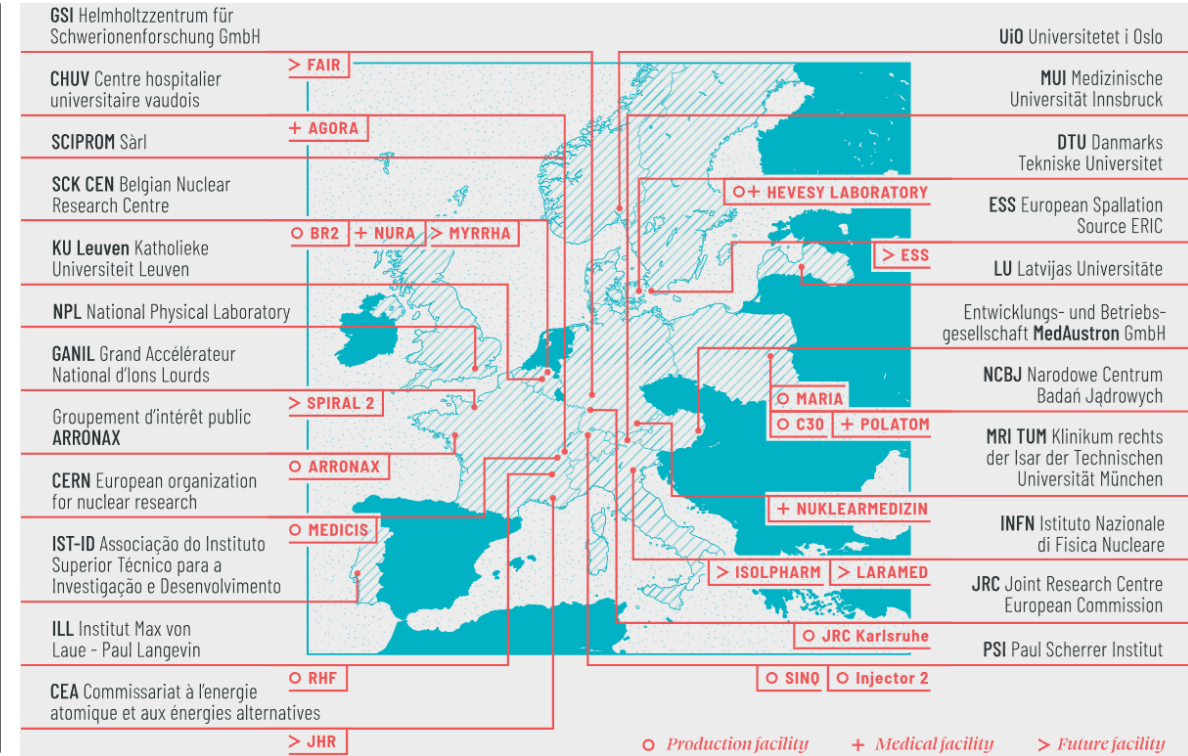 GSI Helmholtzzentrum für
Schwerionenforschung GmbH
> FAIR
CHUV Centre hospitalier
universitaire vaudois
+ AGORA
SCIPROM Sàrl
SCK CEN Belgian Nuclear
Research Centre
O BR2
+ NURA
> MYRRHA
KU Leuven Katholieke
Universiteit Leuven
NPL National Physical Laboratory
GANIL Grand Accélérateur
National d'Ions Lourds
> SPIRAL 2
Groupement d'intérêt public
ARRONAX
O ARRONAX
CERN European organization
for nuclear research
O MEDICIS
IST-ID Associação do Instituto
Superior Técnico para a
Investigação e Desenvolvimento
ILL Institut Max von
Laue - Paul Langevin
O RHF
CEA Commissariat à l'energie
atomique et aux énergies alternatives
> JHR
UiO Universitetet i Oslo
MUI Medizinische
Universität Innsbruck
DTU Danmarks
Tekniske Universitet
O+ HEVESY LABORATORY
ESS European Spallation
Source ERIC
> ESS
LU Latvijas Universitāte
Entwicklungs- und Betriebs-
gesellschaft MedAustron GmbH
NCBJ Narodowe Centrum
Badań Jądrowych
O MARIA
O C30
+ POLATOM
MRI TUM Klinikum rechts
der Isar der Technischen
Universität München
+ NUKLEARMEDIZIN
INFN Istituto Nazionale
di Fisica Nucleare
> ISOLPHARM
> LARAMED
JRC Joint Research Centre
European Commission
O JRC Karlsruhe
PSI Paul Scherrer Institut
O SINQ
O Injector 2
O Production facility
+ Medical facility
> Future facility